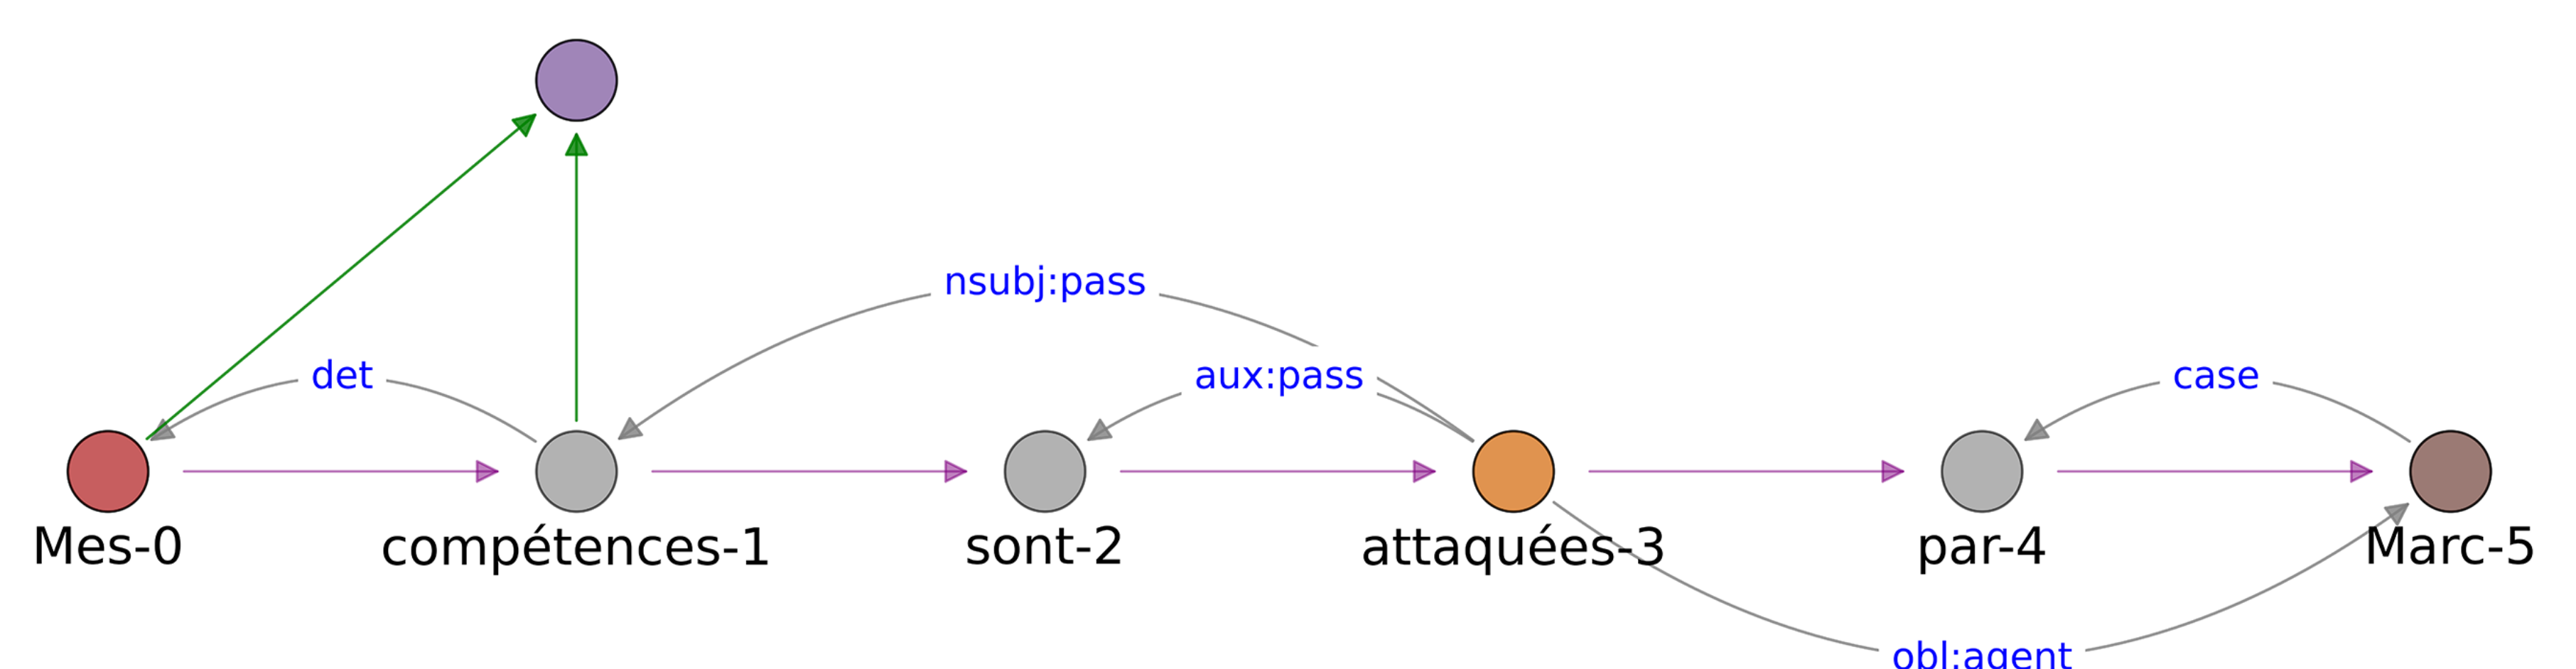 nsubj:pass
det
aux:pass
case
Mes-0 compétences-1 sont-2 attaquées-3 par-4 Marc-5
obl:agent